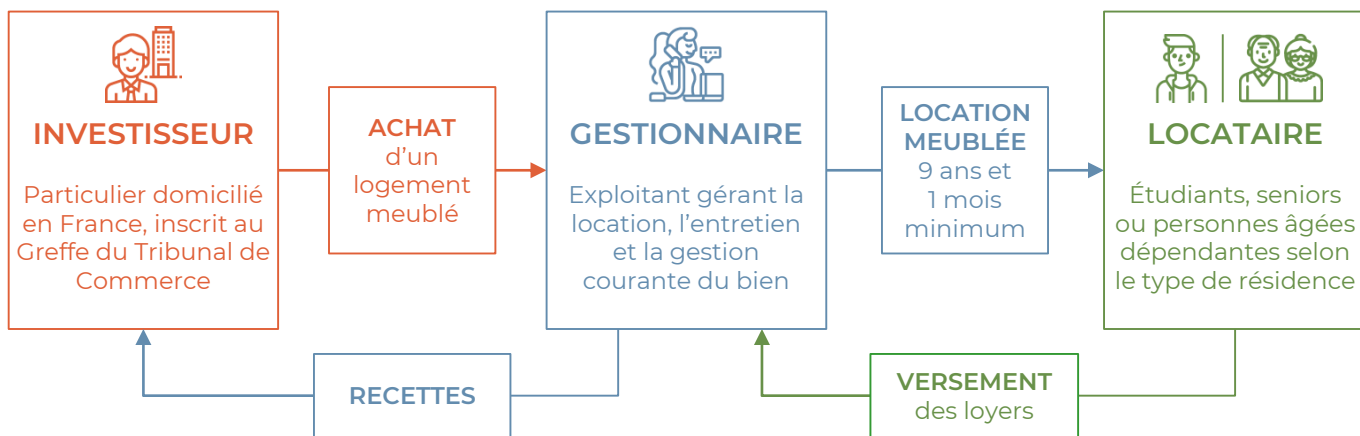 INVESTISSEUR
Particulier domicilié
en France, inscrit au
Greffe du Tribunal de
Commerce
ACHAT
d'un
logement
meublé
GESTIONNAIRE
Exploitant gérant la
location, l'entretien
et la gestion
courante du bien
LOCATION
MEUBLÉE
9 ans et
1 mois
minimum
LOCATAIRE
Étudiants, seniors
ou personnes âgées
dépendantes selon
le type de résidence
RECETTES
VERSEMENT
des loyers